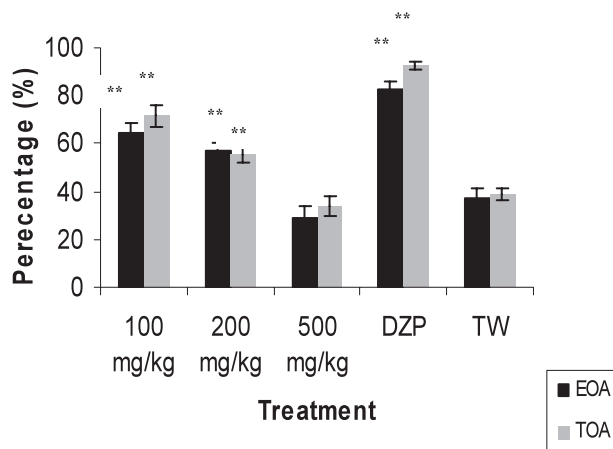 ** **
100
** **
80
** **
60
40
20
0
Perecentage (%)
100 200 500 DZP TW
mg/kg mg/kg mg/kg
Treatment
EOA
TOA